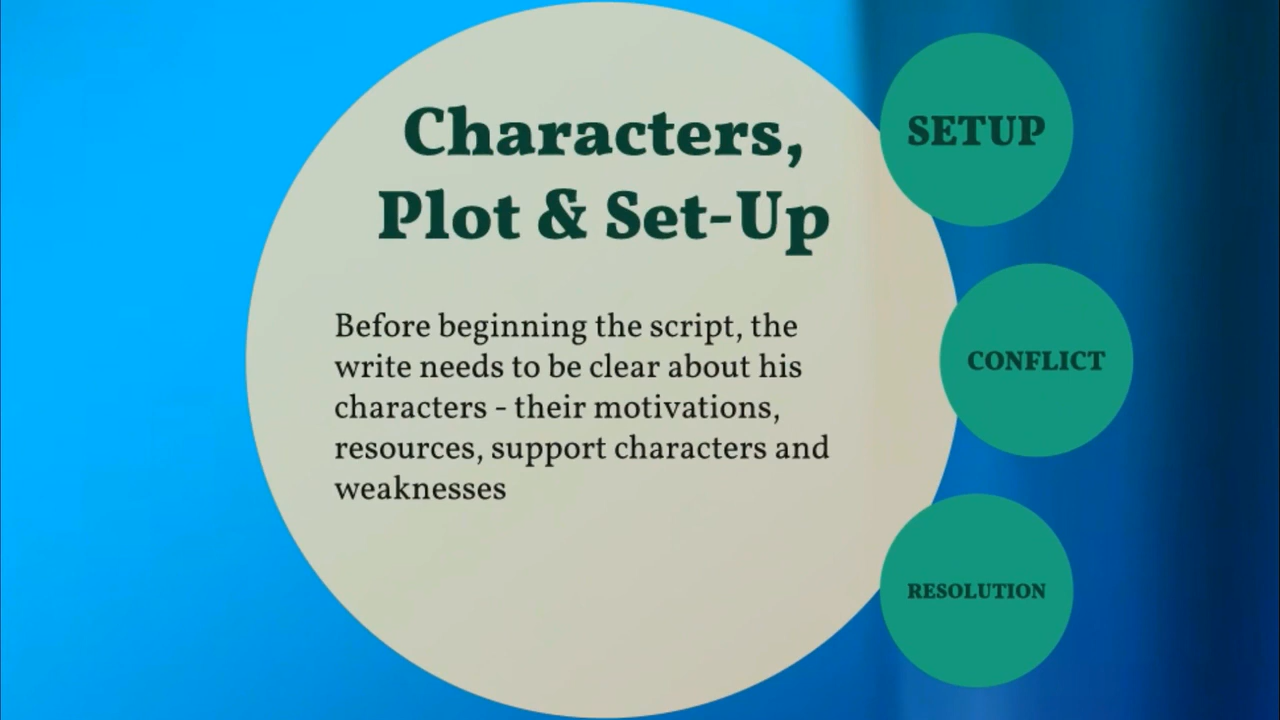 Characters,
Plot & Set-Up
Before beginning the script, the
write needs to be clear about his
characters - their motivations,
resources, support characters and
weaknesses
SETUP
CONFLICT
RESOLUTION